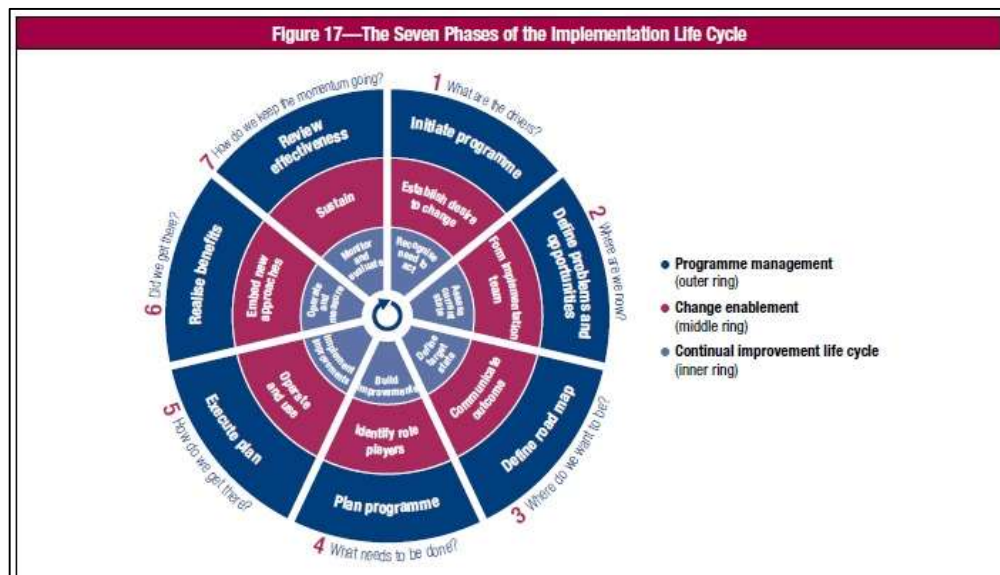 Figure 17—The Seven Phases of the Implementation Life Cycle
1 What are the drivers?
Initiate programme
Establish desire
to change
Recognise
need to
act
2 Where are we now?
Define problems and
opportunities
Form implementation
team
Assess
current
state
3 Where do we want to be?
Define road map
Communicate
outcome
Define
target
state
4 What needs to be done?
Plan programme
Identify role
players
Build
improvements
5 How do we get there?
Execute plan
Operate
and use
Implement
improvements
6 Did we get there?
Realise benefits
Embed new
approaches
Operate
and
measure
7 How do we keep the momentum going?
Review
effectiveness
Sustain
Monitor
and
evaluate
Programme management
(outer ring)
Change enablement
(middle ring)
Continual improvement life cycle
(inner ring)